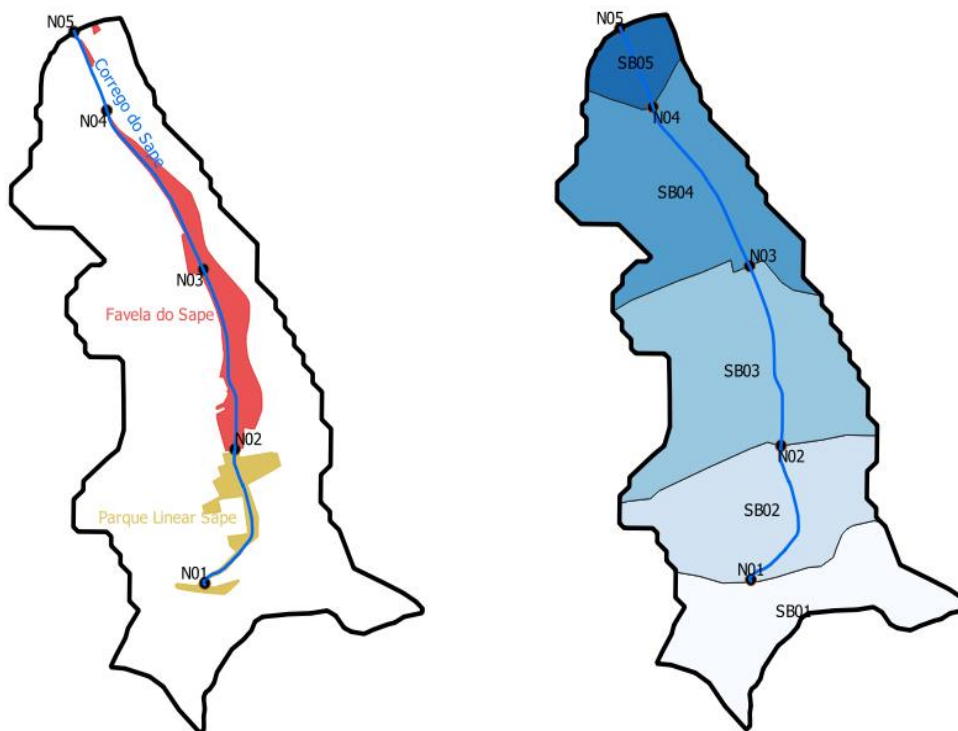 N05
Corrego do Sape
N04
N03
Favela do Sape
N02
Parque Linear Sape
N01
N05
SB05
N04
SB04
N03
SB03
N02
SB02
N01
SB01